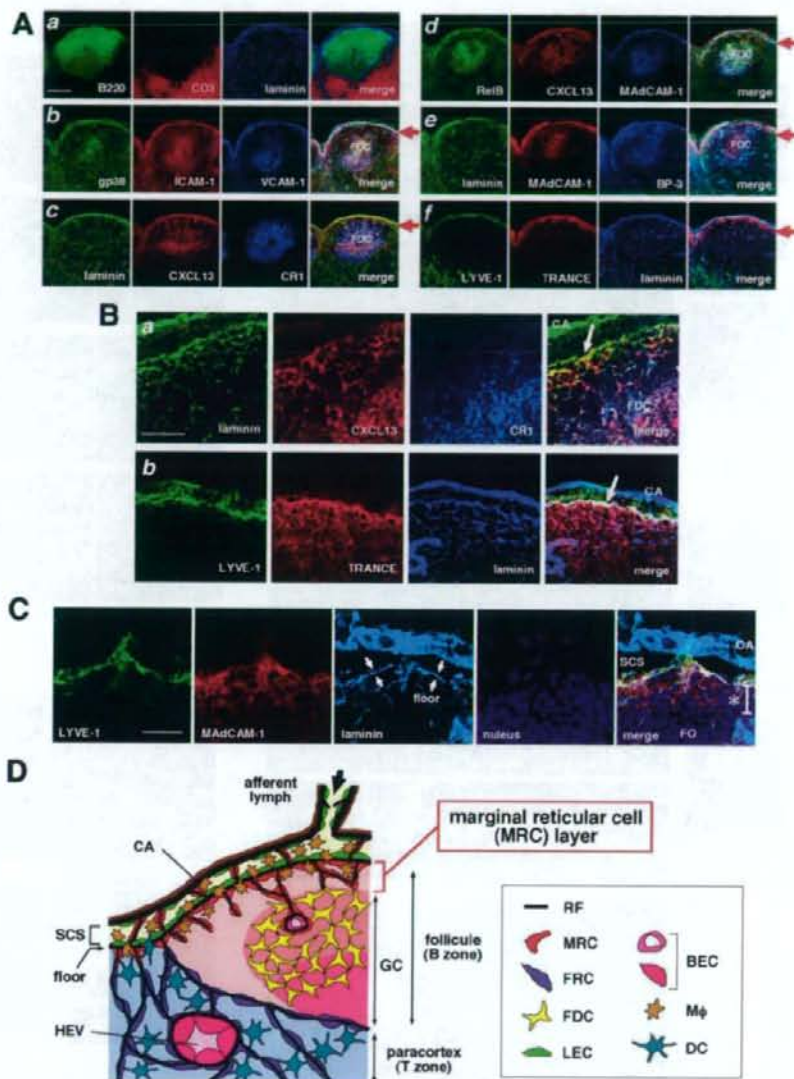 A
a
B220
CD3
laminin
merge
b
gp38
ICAM-1
VCAM-1
merge
c
laminin
CXCL13
CR1
FDC
merge
d
RelB
CXCL13
MAdCAM-1
merge
e
laminin
MAdCAM-1
BP-3
FDC
merge
f
LYVE-1
TRANCE
laminin
merge
B
a
laminin
CXCL13
CR1
CA
FDC
merge
b
LYVE-1
TRANCE
laminin
CA
merge
C
LYVE-1
MAdCAM-1
laminin
floor
nuleus
SCS
CA
*
merge
FO
D
afferent
lymph
marginal reticular cell
(MRC) layer
CA
SCS
floor
HEV
GC
follicule
(B zone)
paracortex
(T zone)
RF
MRC
FRC
FDC
LEC
BEC
Mϕ
DC